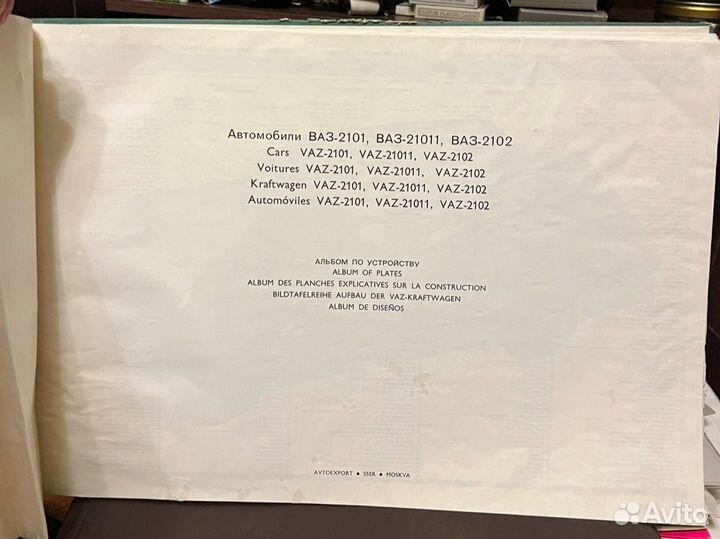 Автомобили ВАЗ-2101, ВАЗ-21011, ВАЗ-2102
Cars VAZ-2101, VAZ-21011, VAZ-2102
Voitures VAZ-2101, VAZ-21011, VAZ-2102
Kraftwagen VAZ-2101, VAZ-21011, VAZ-2102
Automóviles VAZ-2101, VAZ-21011, VAZ-2102
АЛЬБОМ ПО УСТРОЙСТВУ
ALBUM OF PLATES
ALBUM DES PLANCHES EXPLICATIVES SUR LA CONSTRUCTION
BILDTAFELREIHE AUFBAU DER VAZ-KRAFTWAGEN
ALBUM DE DISEÑOS
AVTOEXPORT • SSSR • MOSKVA
Avito